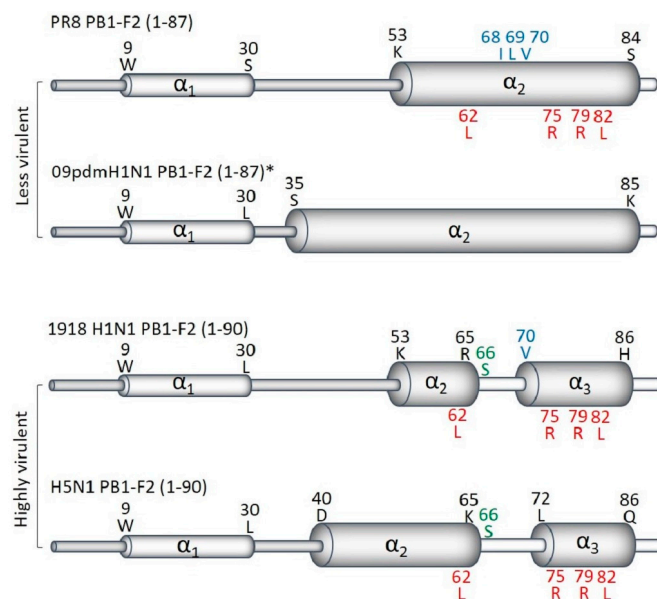 PR8 PB1-F2 (1-87)
9 30 53 68 69 70 84
W S K I L V S
α1 α2
62 75 79 82
L R R L
Less virulent
09pdmH1N1 PB1-F2 (1-87)*
9 30 35 85
W L S K
α1 α2
1918 H1N1 PB1-F2 (1-90)
9 30 53 65 66 70 86
W L K R S V H
α1 α2 α3
62 75 79 82
L R R L
Highly virulent
H5N1 PB1-F2 (1-90)
9 30 40 65 66 72 86
W L D K S L Q
α1 α2 α3
62 75 79 82
L R R L